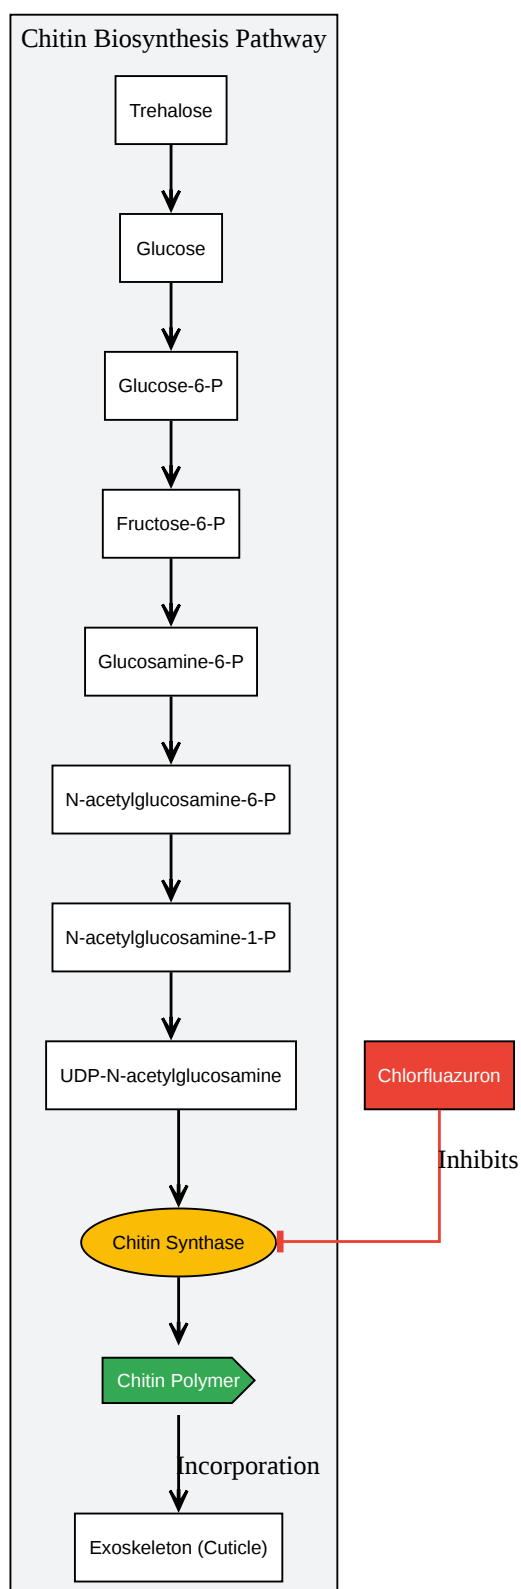 Chitin Biosynthesis Pathway
Trehalose
Glucose
Glucose-6-P
Fructose-6-P
Glucosamine-6-P
N-acetylglucosamine-6-P
N-acetylglucosamine-1-P
UDP-N-acetylglucosamine
Chlorfluazuron
Inhibits
Chitin Synthase
Chitin Polymer
Incorporation
Exoskeleton (Cuticle)